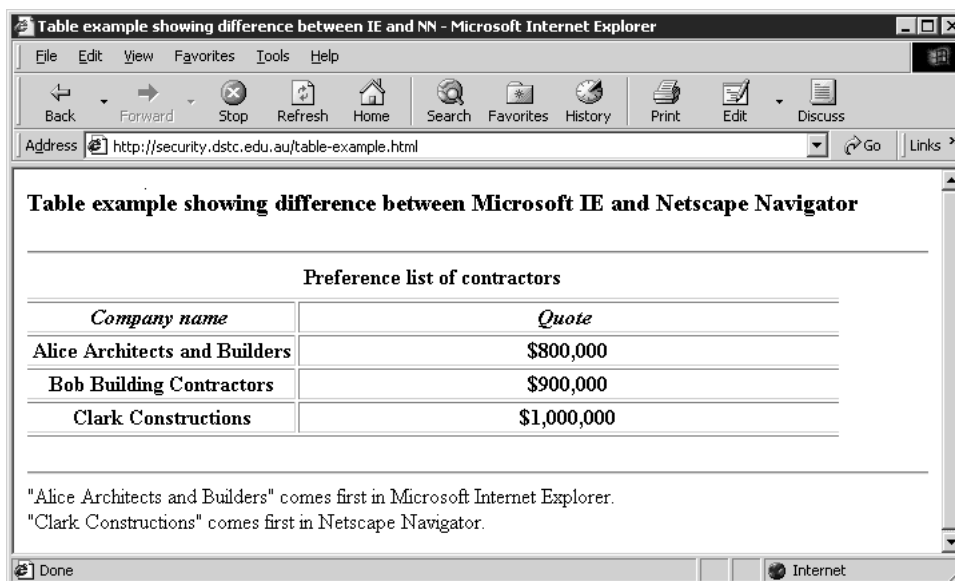 Table example showing difference between IE and NN - Microsoft Internet Explorer
File Edit View Favorites Tools Help
Back Forward Stop Refresh Home Search Favorites History Print Edit Discuss
Address http://security.dstc.edu.au/table-example.html Go Links »
Table example showing difference between Microsoft IE and Netscape Navigator
Preference list of contractors
Company name Quote
Alice Architects and Builders $800,000
Bob Building Contractors $900,000
Clark Constructions $1,000,000
"Alice Architects and Builders" comes first in Microsoft Internet Explorer.
"Clark Constructions" comes first in Netscape Navigator.
Done Internet